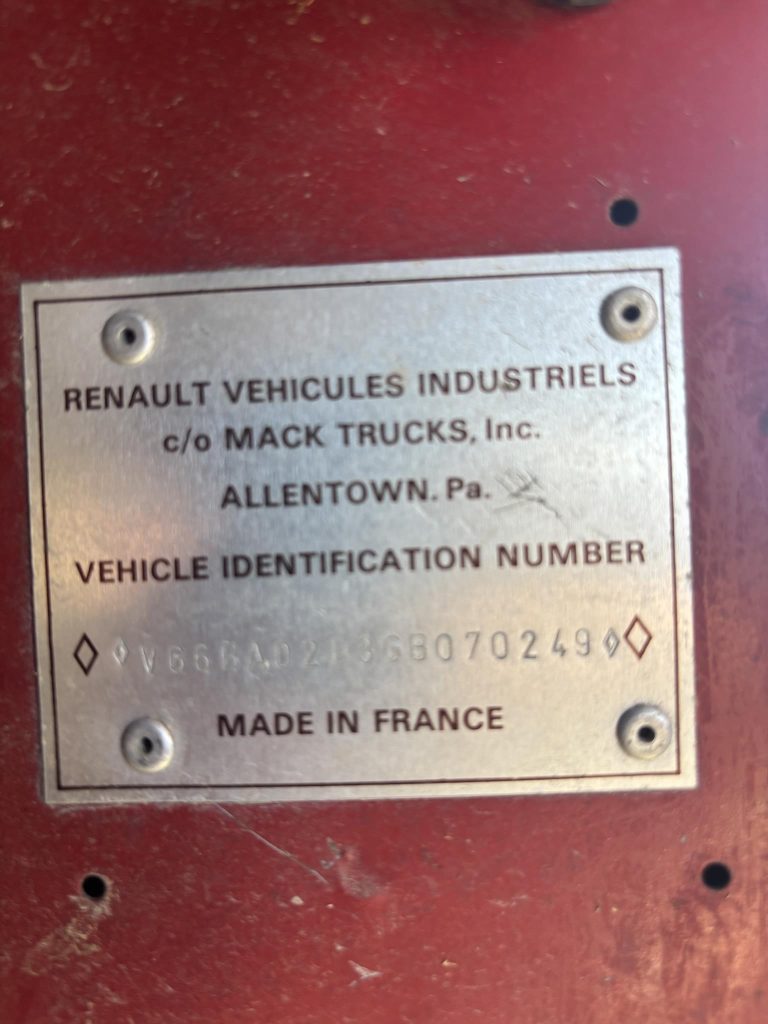 RENAULT VEHICULES INDUSTRIELS
c/o MACK TRUCKS, Inc.
ALLENTOWN. Pa.
VEHICLE IDENTIFICATION NUMBER
MADE IN FRANCE